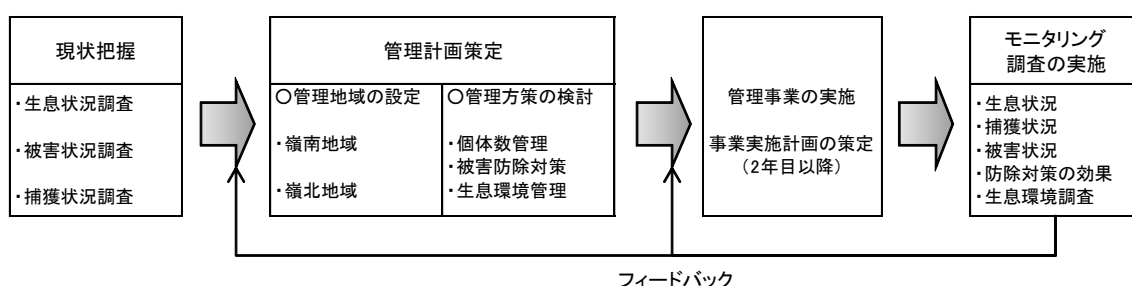 現状把握
・生息状況調査
・被害状況調査
・捕獲状況調査
管理計画策定
○管理地域の設定
・嶺南地域
・嶺北地域
○管理方策の検討
・個体数管理
・被害防除対策
・生息環境管理
管理事業の実施
事業実施計画の策定
(2年目以降)
モニタリング
調査の実施
・生息状況
・捕獲状況
・被害状況
・防除対策の効果
・生息環境調査
フィードバック